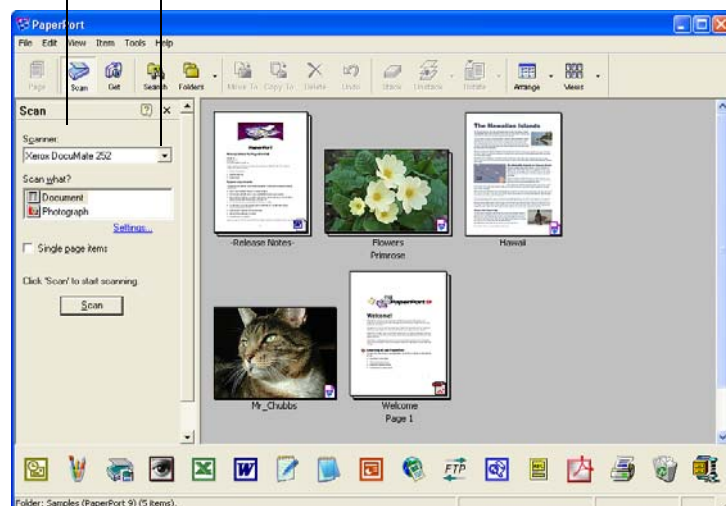 PaperPort
File Edit View Item Tools Help
Page Scan Get Search Folders Move To Copy To Delete Undo Stack Unstack Rotate Arrange Views
Scan
Scanner:
Xerox DocuMate 252
Scan what?
Document
Photograph
Settings...
Single page items
Click 'Scan' to start scanning.
Scan
PaperPort
-Release Notes-
Flowers
Primrose
The Hawaiian Islands
Hawaii
Mr_Chubbs
PaperPort
Welcome!
Welcome
Page 1
FTP
Folder: Samples (PaperPort 9) (5 items).